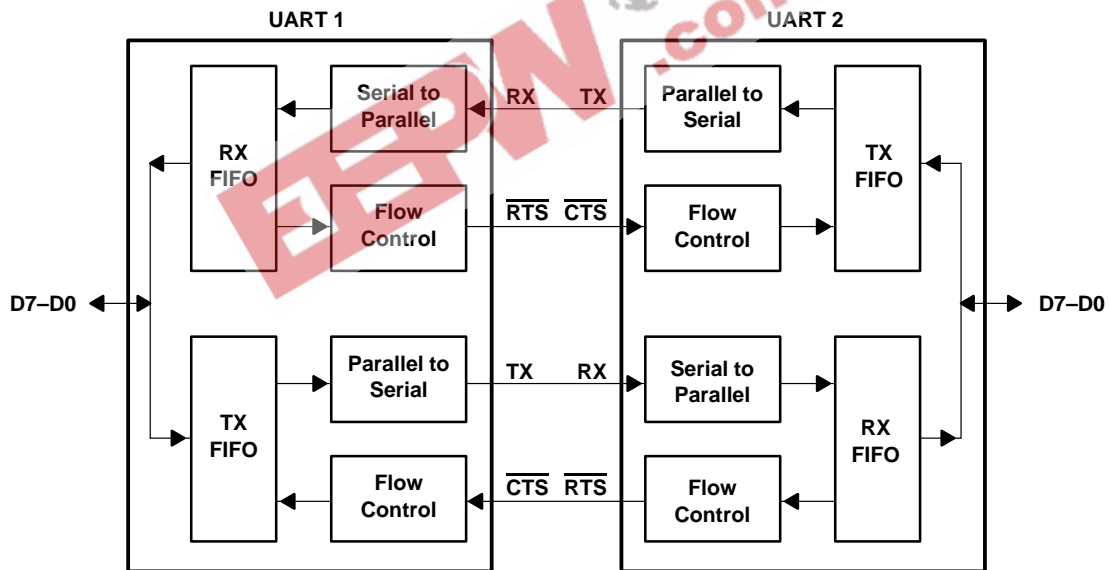 UART 1
UART 2
Serial to
Parallel
RX
TX
Parallel to
Serial
RX
FIFO
TX
FIFO
Flow
Control
RTS
CTS
Flow
Control
D7–D0
D7–D0
Parallel to
Serial
TX
RX
Serial to
Parallel
TX
FIFO
RX
FIFO
Flow
Control
CTS
RTS
Flow
Control
EEPW
.com